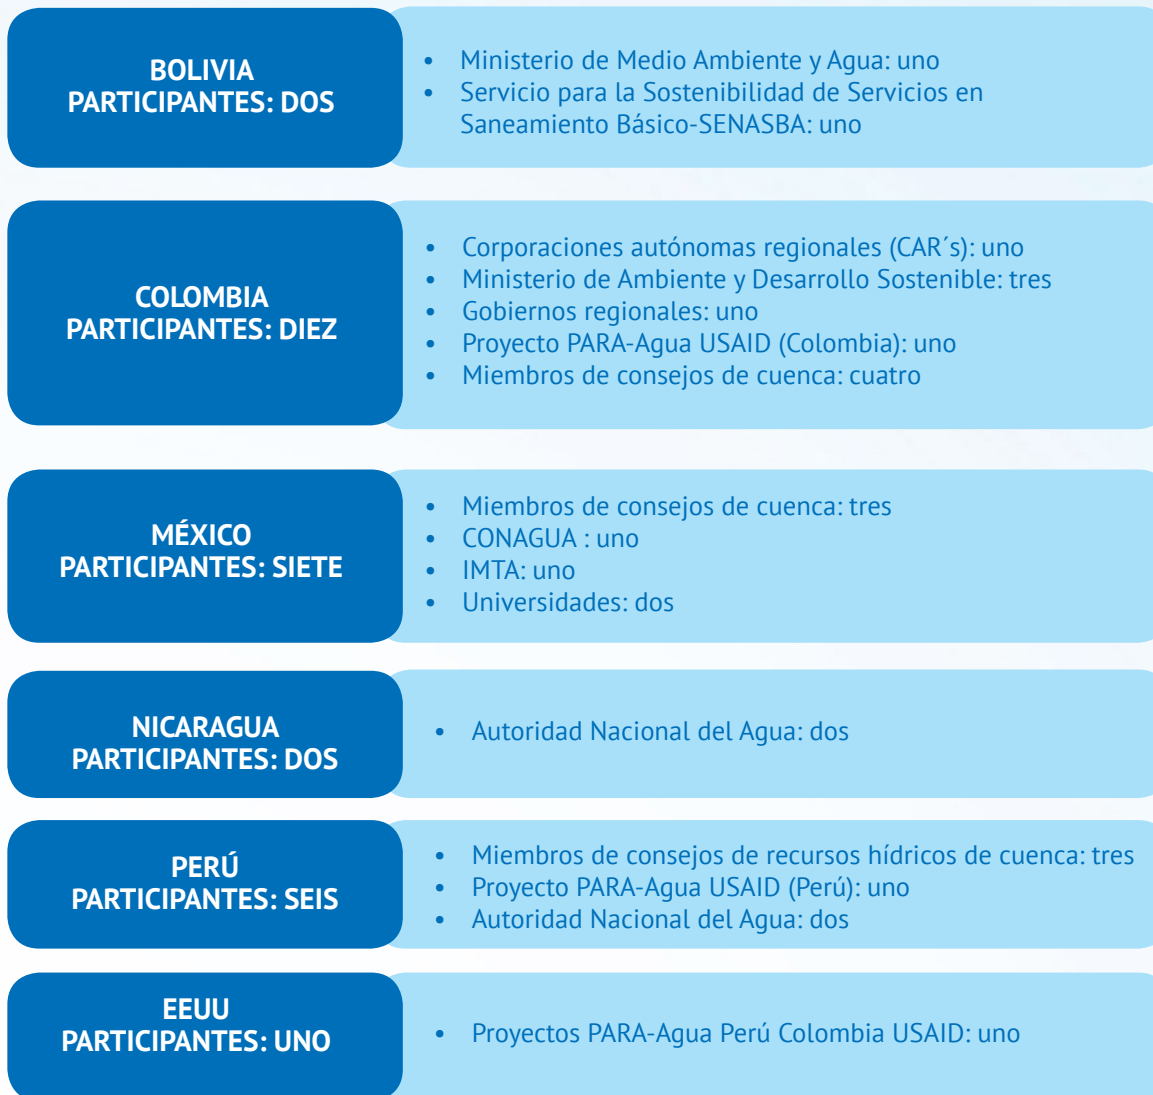 BOLIVIA
PARTICIPANTES: DOS
• Ministerio de Medio Ambiente y Agua: uno
• Servicio para la Sostenibilidad de Servicios en
Saneamiento Básico-SENASBA: uno
COLOMBIA
PARTICIPANTES: DIEZ
• Corporaciones autónomas regionales (CAR´s): uno
• Ministerio de Ambiente y Desarrollo Sostenible: tres
• Gobiernos regionales: uno
• Proyecto PARA-Agua USAID (Colombia): uno
• Miembros de consejos de cuenca: cuatro
MÉXICO
PARTICIPANTES: SIETE
• Miembros de consejos de cuenca: tres
• CONAGUA : uno
• IMTA: uno
• Universidades: dos
NICARAGUA
PARTICIPANTES: DOS
• Autoridad Nacional del Agua: dos
PERÚ
PARTICIPANTES: SEIS
• Miembros de consejos de recursos hídricos de cuenca: tres
• Proyecto PARA-Agua USAID (Perú): uno
• Autoridad Nacional del Agua: dos
EEUU
PARTICIPANTES: UNO
• Proyectos PARA-Agua Perú Colombia USAID: uno